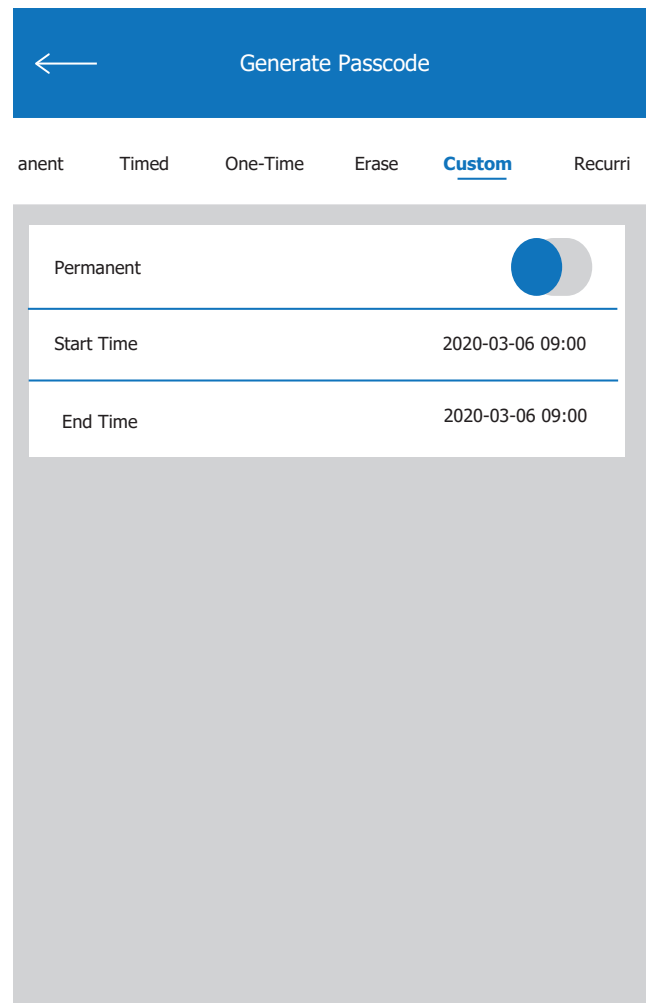 Generate Passcode
anent Timed One-Time Erase Custom Recurri
Permanent
Start Time 2020-03-06 09:00
End Time 2020-03-06 09:00